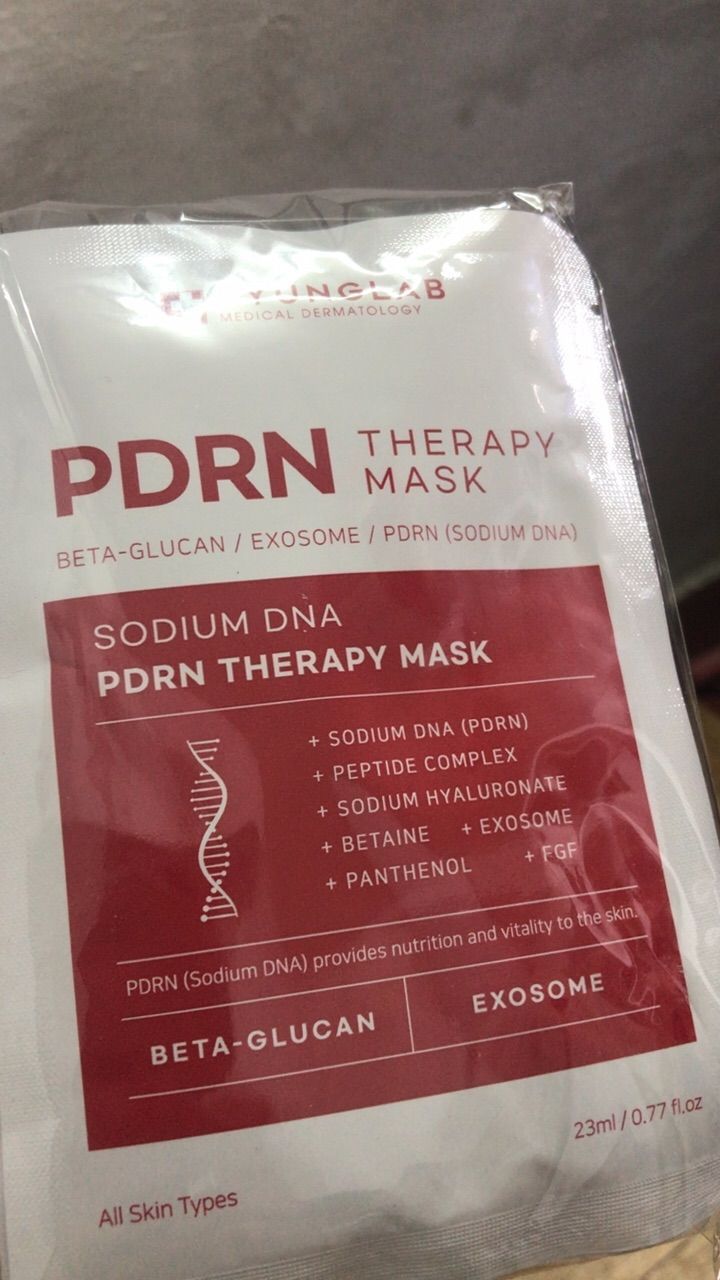 YUNGLAB
MEDICAL DERMATOLOGY
PDRN THERAPY
MASK
BETA-GLUCAN / EXOSOME / PDRN (SODIUM DNA)
SODIUM DNA
PDRN THERAPY MASK
+ SODIUM DNA (PDRN)
+ PEPTIDE COMPLEX
+ SODIUM HYALURONATE
+ BETAINE + EXOSOME
+ PANTHENOL + FGF
PDRN (Sodium DNA) provides nutrition and vitality to the skin.
BETA-GLUCAN EXOSOME
23ml / 0.77 fl.oz
All Skin Types